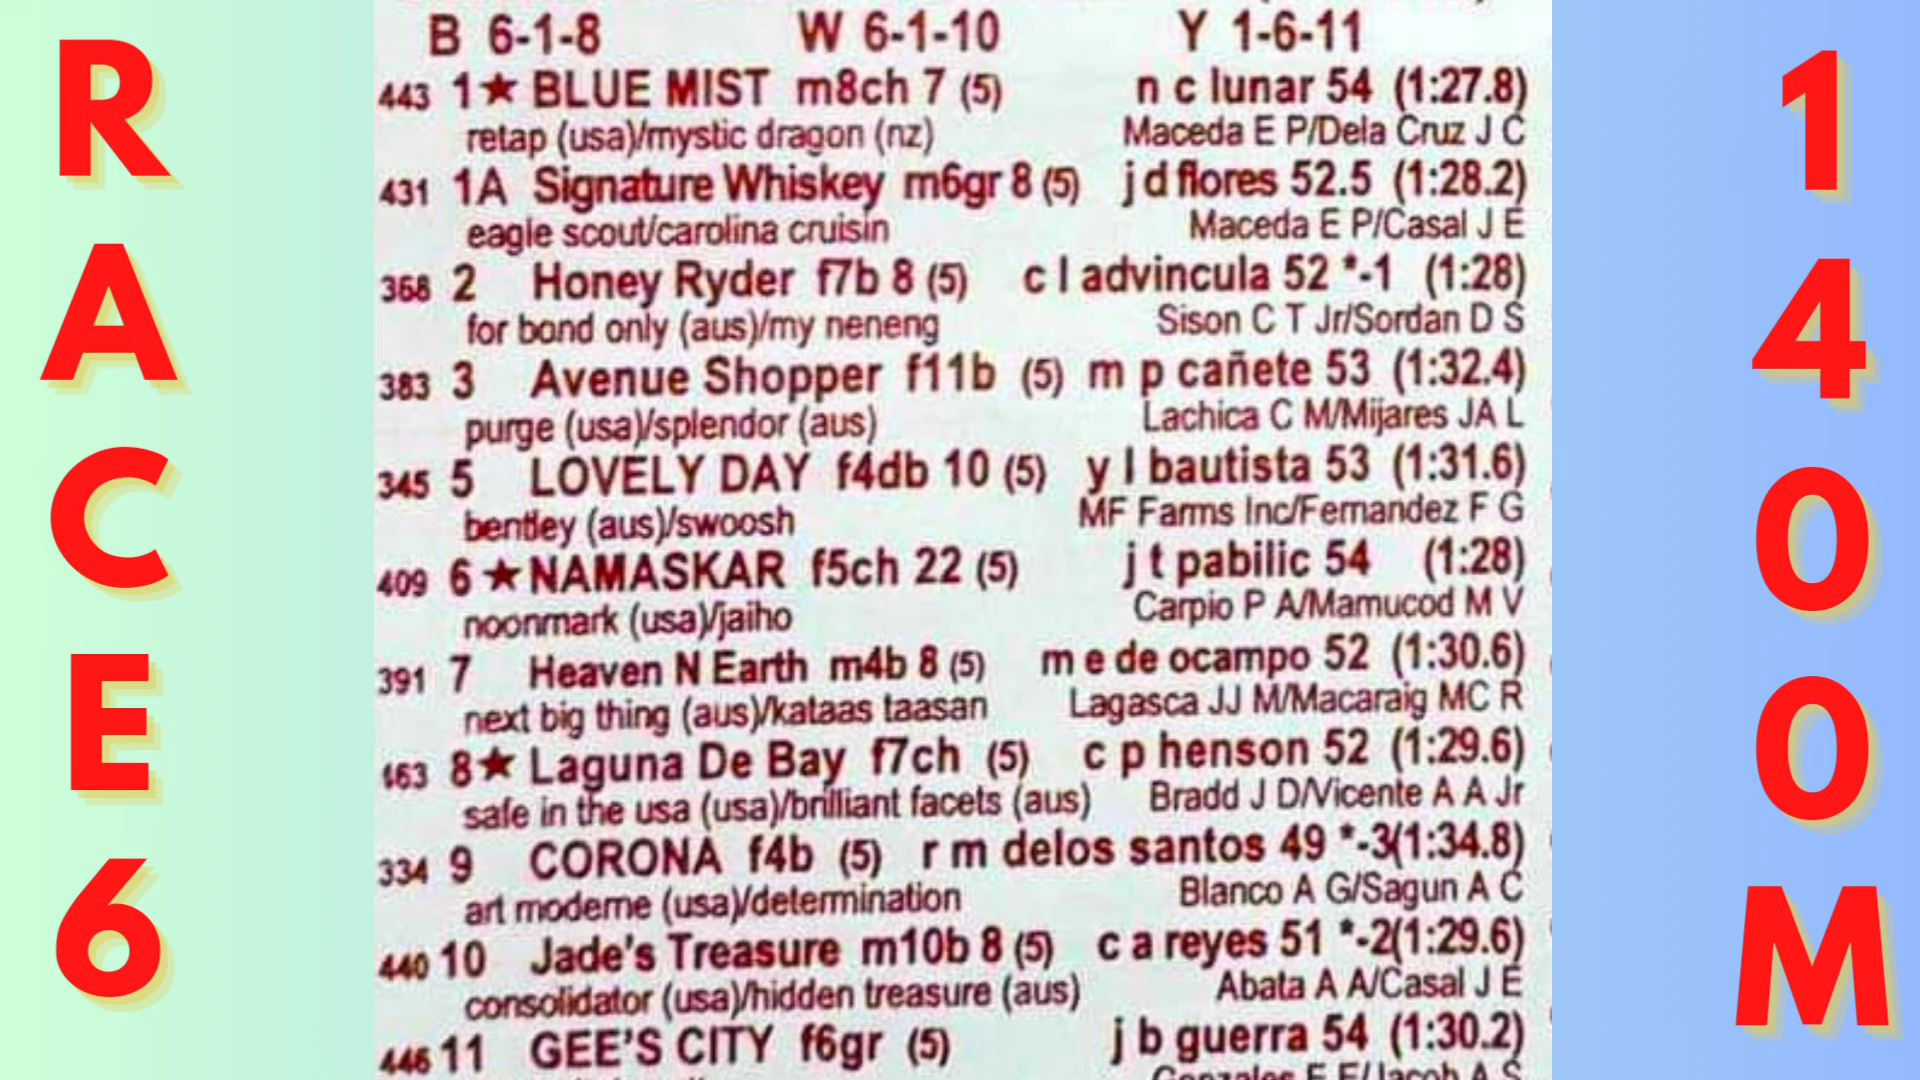 RACE 6
B 6-1-8 W 6-1-10 Y 1-6-11
443 1★ BLUE MIST m8ch 7 (5) n c lunar 54 (1:27.8)
retap (usa)/mystic dragon (nz) Maceda E P/Dela Cruz J C
431 1A Signature Whiskey m6gr 8 (5) j d flores 52.5 (1:28.2)
eagle scout/carolina cruisin Maceda E P/Casal J E
368 2 Honey Ryder f7b 8 (5) c l advincula 52 *-1 (1:28)
for bond only (aus)/my neneng Sison C T Jr/Sordan D S
383 3 Avenue Shopper f11b (5) m p cañete 53 (1:32.4)
purge (usa)/splendor (aus) Lachica C M/Mijares JA L
345 5 LOVELY DAY f4db 10 (5) y l bautista 53 (1:31.6)
bentley (aus)/swoosh MF Farms Inc/Fernandez F G
409 6 ★NAMASKAR f5ch 22 (5) j t pabilic 54 (1:28)
noonmark (usa)/jaiho Carpio P A/Mamucod M V
391 7 Heaven N Earth m4b 8 (5) m e de ocampo 52 (1:30.6)
next big thing (aus)/kataas taasan Lagasca JJ M/Macaraig MC R
463 8★ Laguna De Bay f7ch (5) c p henson 52 (1:29.6)
safe in the usa (usa)/brilliant facets (aus) Bradd J D/Vicente A A Jr
334 9 CORONA f4b (5) r m delos santos 49 *-3(1:34.8)
art moderne (usa)/determination Blanco A G/Sagun A C
440 10 Jade's Treasure m10b 8 (5) c a reyes 51 *-2(1:29.6)
consolidator (usa)/hidden treasure (aus) Abata A A/Casal J E
446 11 GEE'S CITY f6gr (5) j b guerra 54 (1:30.2)
Gonzales E E/Jacob A S
1400M